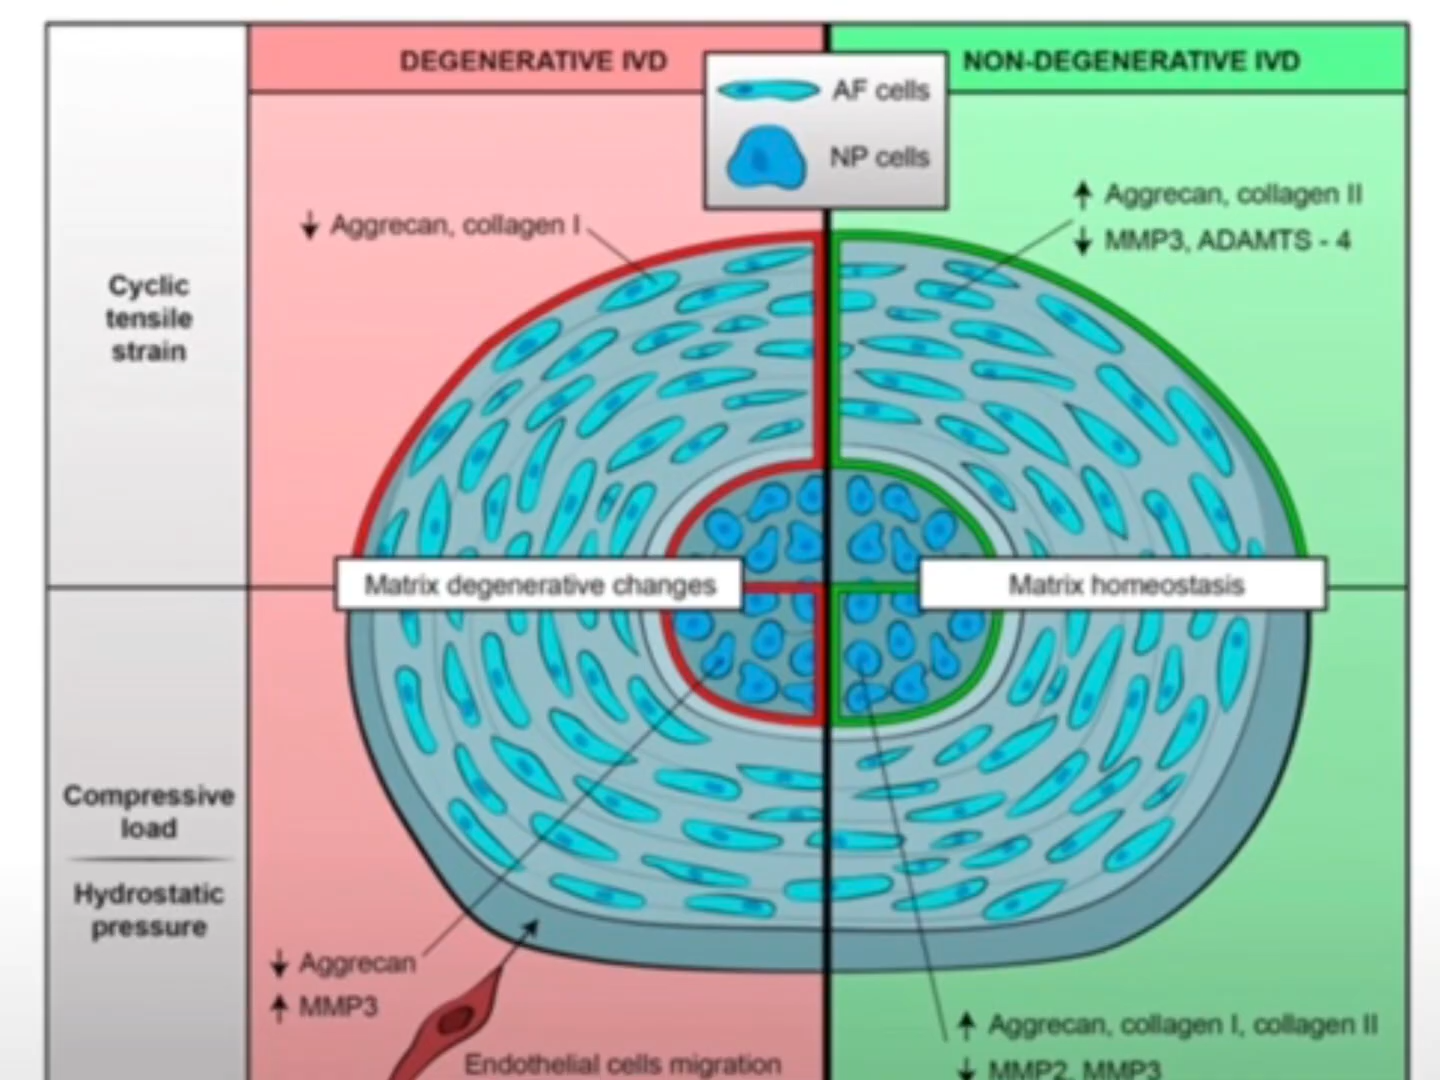 DEGENERATIVE IVD
NON-DEGENERATIVE IVD
AF cells
NP cells
↓ Aggrecan, collagen I
↑ Aggrecan, collagen II
↓ MMP3, ADAMTS - 4
Cyclic
tensile
strain
Matrix degenerative changes
Matrix homeostasis
Compressive
load
Hydrostatic
pressure
↓ Aggrecan
↑ MMP3
Endothelial cells migration
↑ Aggrecan, collagen I, collagen II
↓ MMP2, MMP3